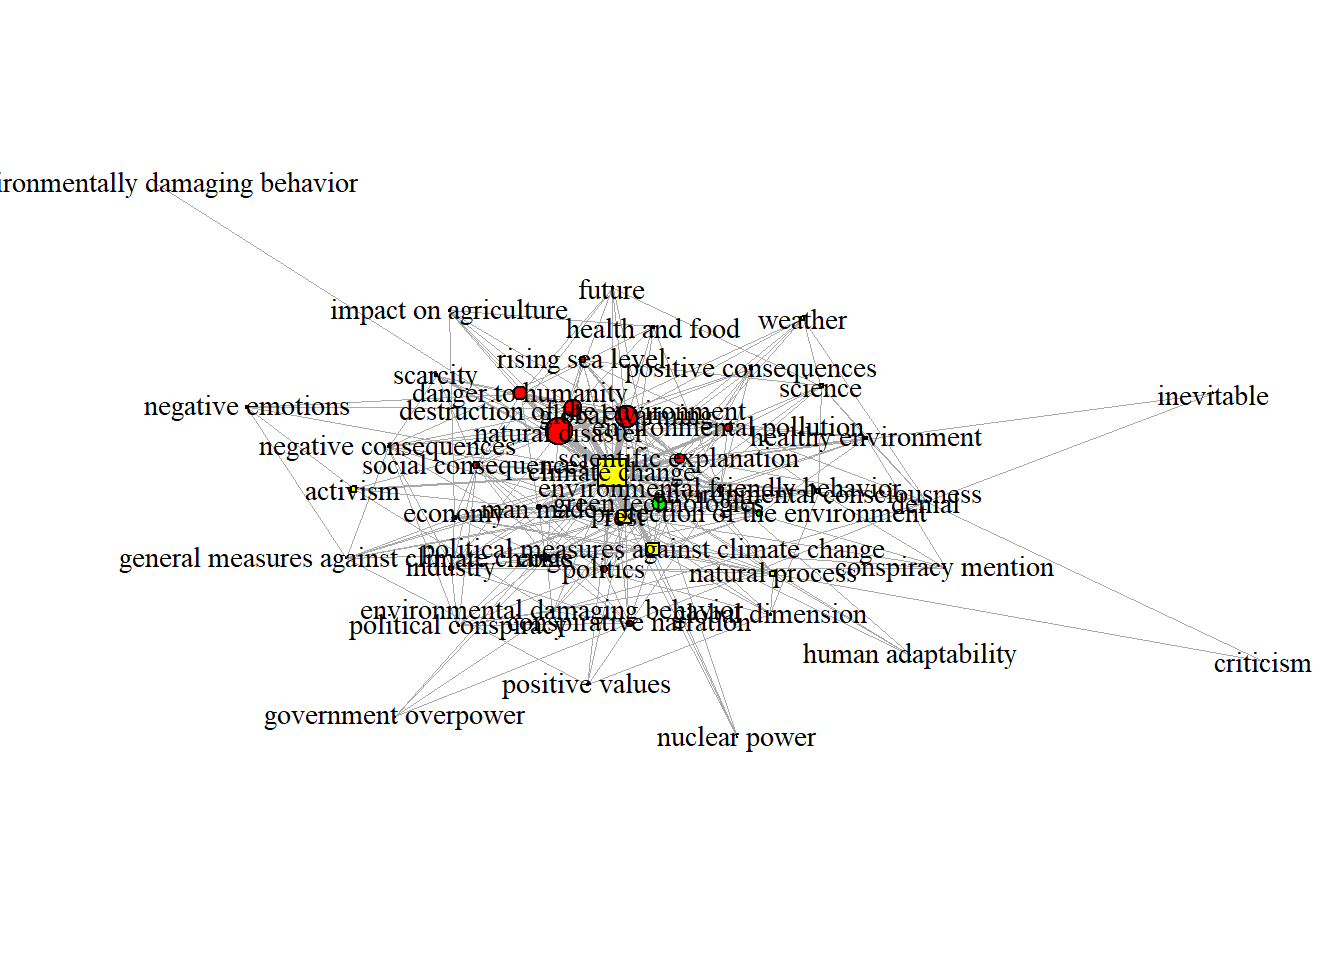 ironmentally damaging behavior
future
impact on agriculture
weather
health and food
rising sea level
positive consequences
scarcity
science
danger to humanity
inevitable
negative emotions
destruction of the environment
global warming
environmental pollution
natural disaster
healthy environment
negative consequences
scientific explanation
social consequences
climate change
environmental friendly behavior
activism
environmental consciousness
green technologies
denial
man made
economy
protection of the environment
rest
political measures against climate change
general measures against climate change
industry
politics
natural process
conspiracy mention
environmental damaging behavior
global dimension
conspirative narration
political conspiracy
human adaptability
criticism
positive values
government overpower
nuclear power